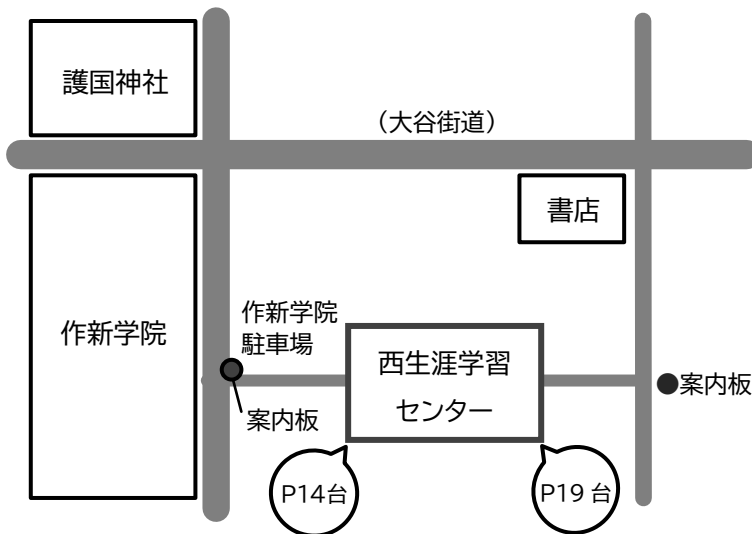 護国神社
（大谷街道）
書店
作新学院
作新学院
駐車場
西生涯学習
センター
案内板
案内板
P14台
P19 台